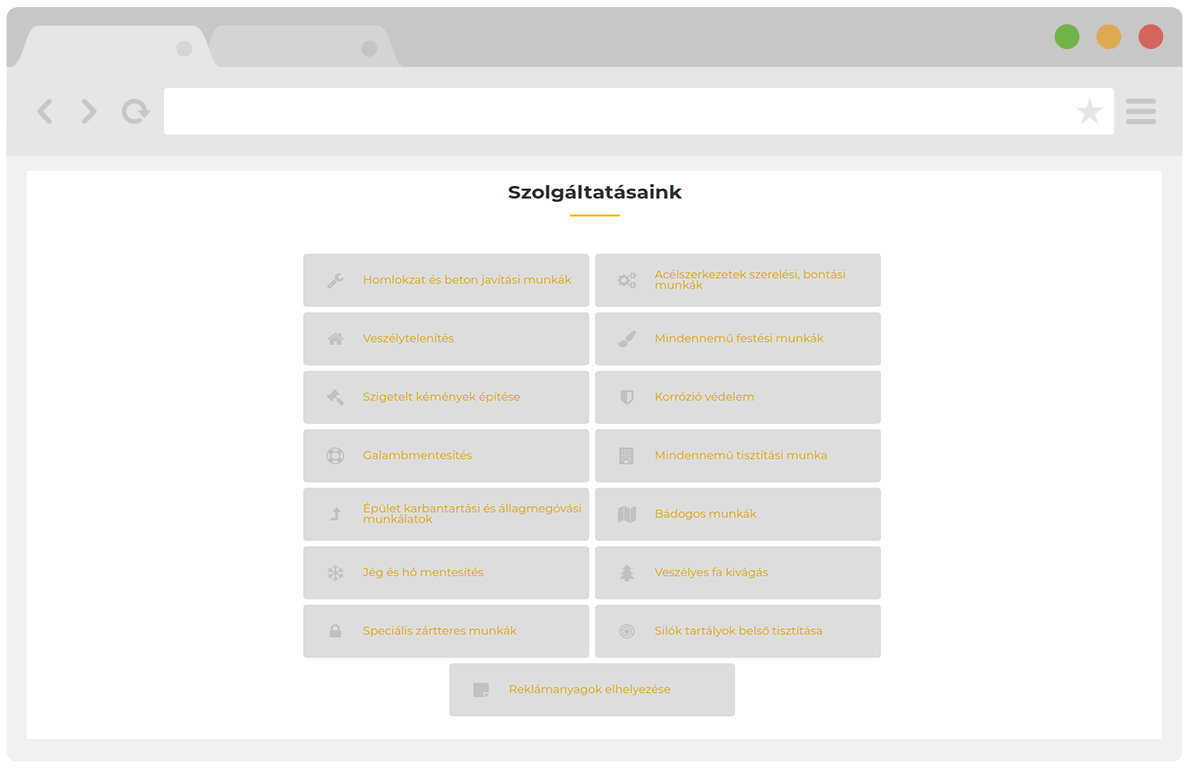 Szolgáltatásaink
Homlokzat és beton javítási munkák
Acélszerkezetek szerelési, bontási
munkák
Veszélytelenítés
Mindennemű festési munkák
Szigetelt kémények építése
Korrózió védelem
Galambmentesítés
Mindennemű tisztítási munka
Épület karbantartási és állagmegóvási
munkálatok
Bádogos munkák
Jég és hó mentesítés
Veszélyes fa kivágás
Speciális zártteres munkák
Silók tartályok belső tisztítása
Reklámanyagok elhelyezése